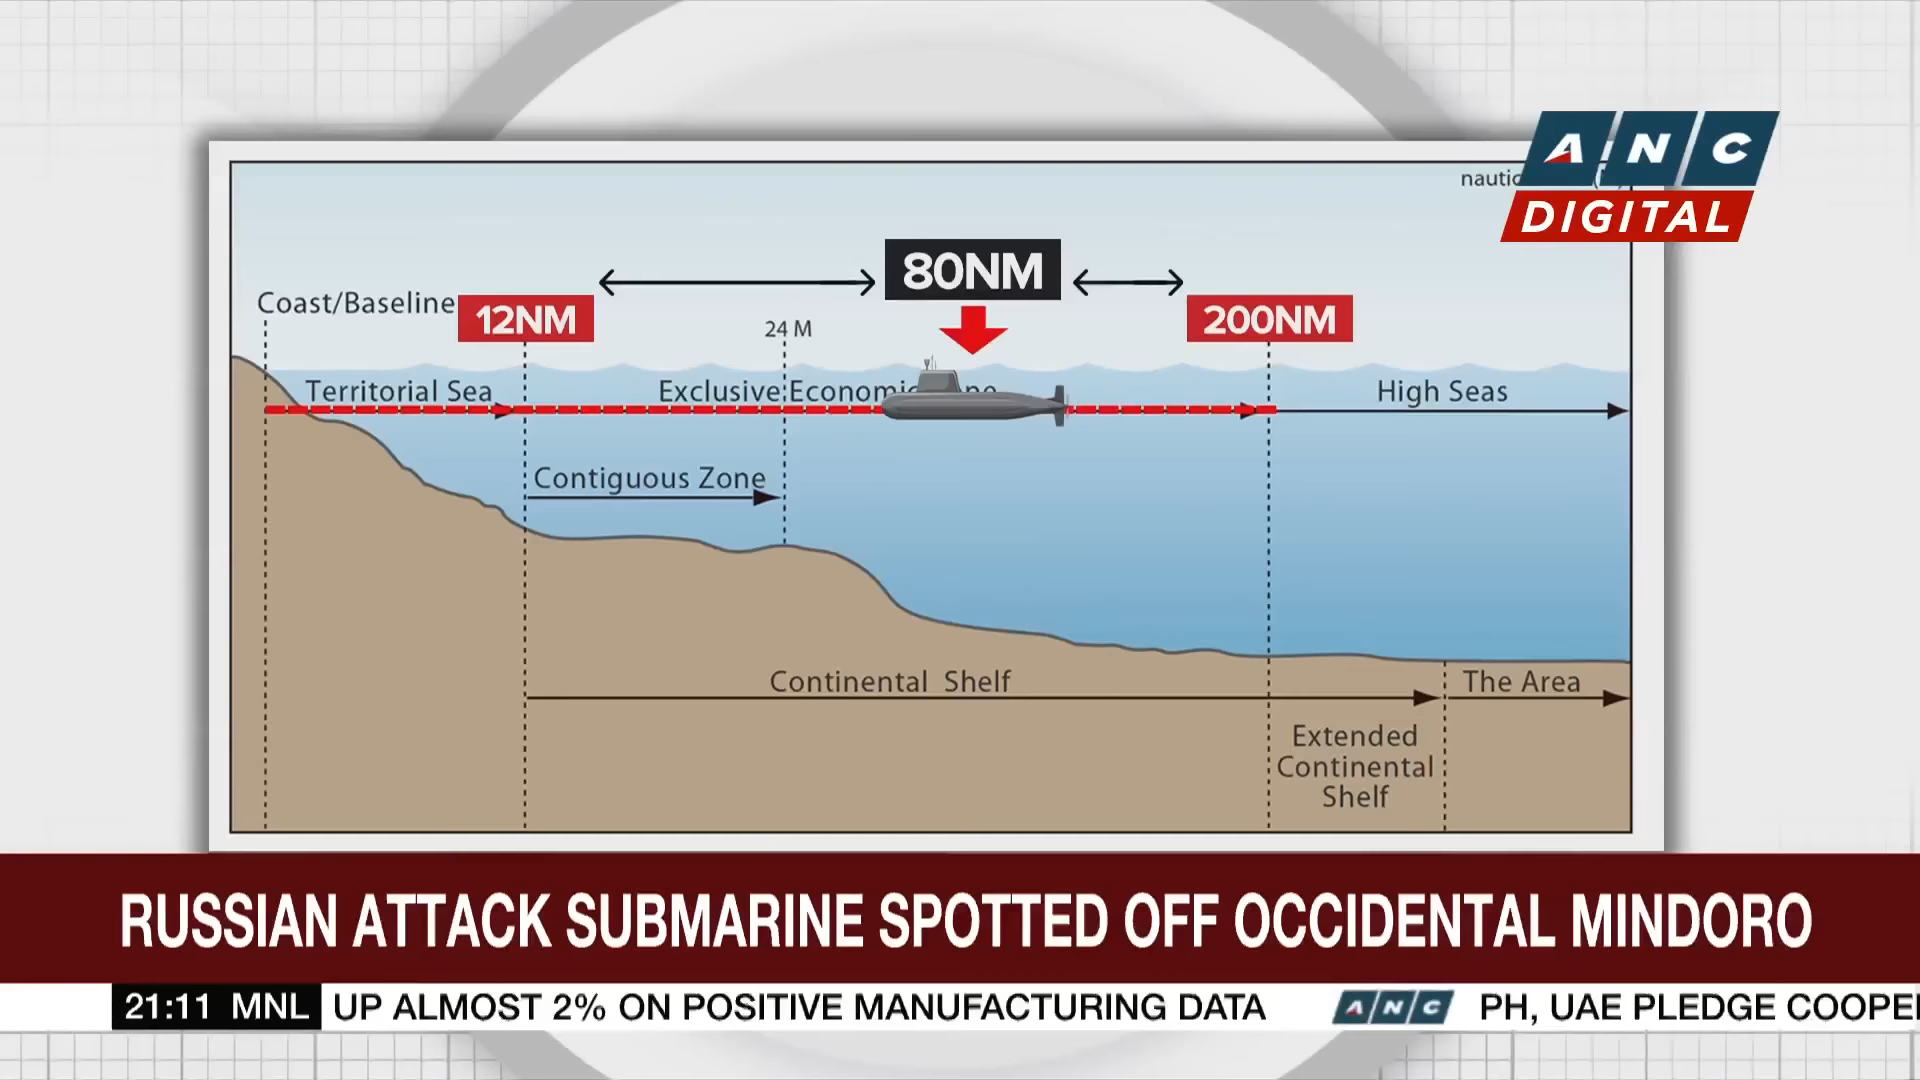 ANC
nautic
DIGITAL
80NM
Coast/Baseline
12NM
24 M
200NM
Territorial Sea
Exclusive Economic
High Seas
Contiguous Zone
Continental Shelf
The Area
Extended
Continental
Shelf
RUSSIAN ATTACK SUBMARINE SPOTTED OFF OCCIDENTAL MINDORO
21:11 MNL UP ALMOST 2% ON POSITIVE MANUFACTURING DATA ANC PH, UAE PLEDGE COOPE